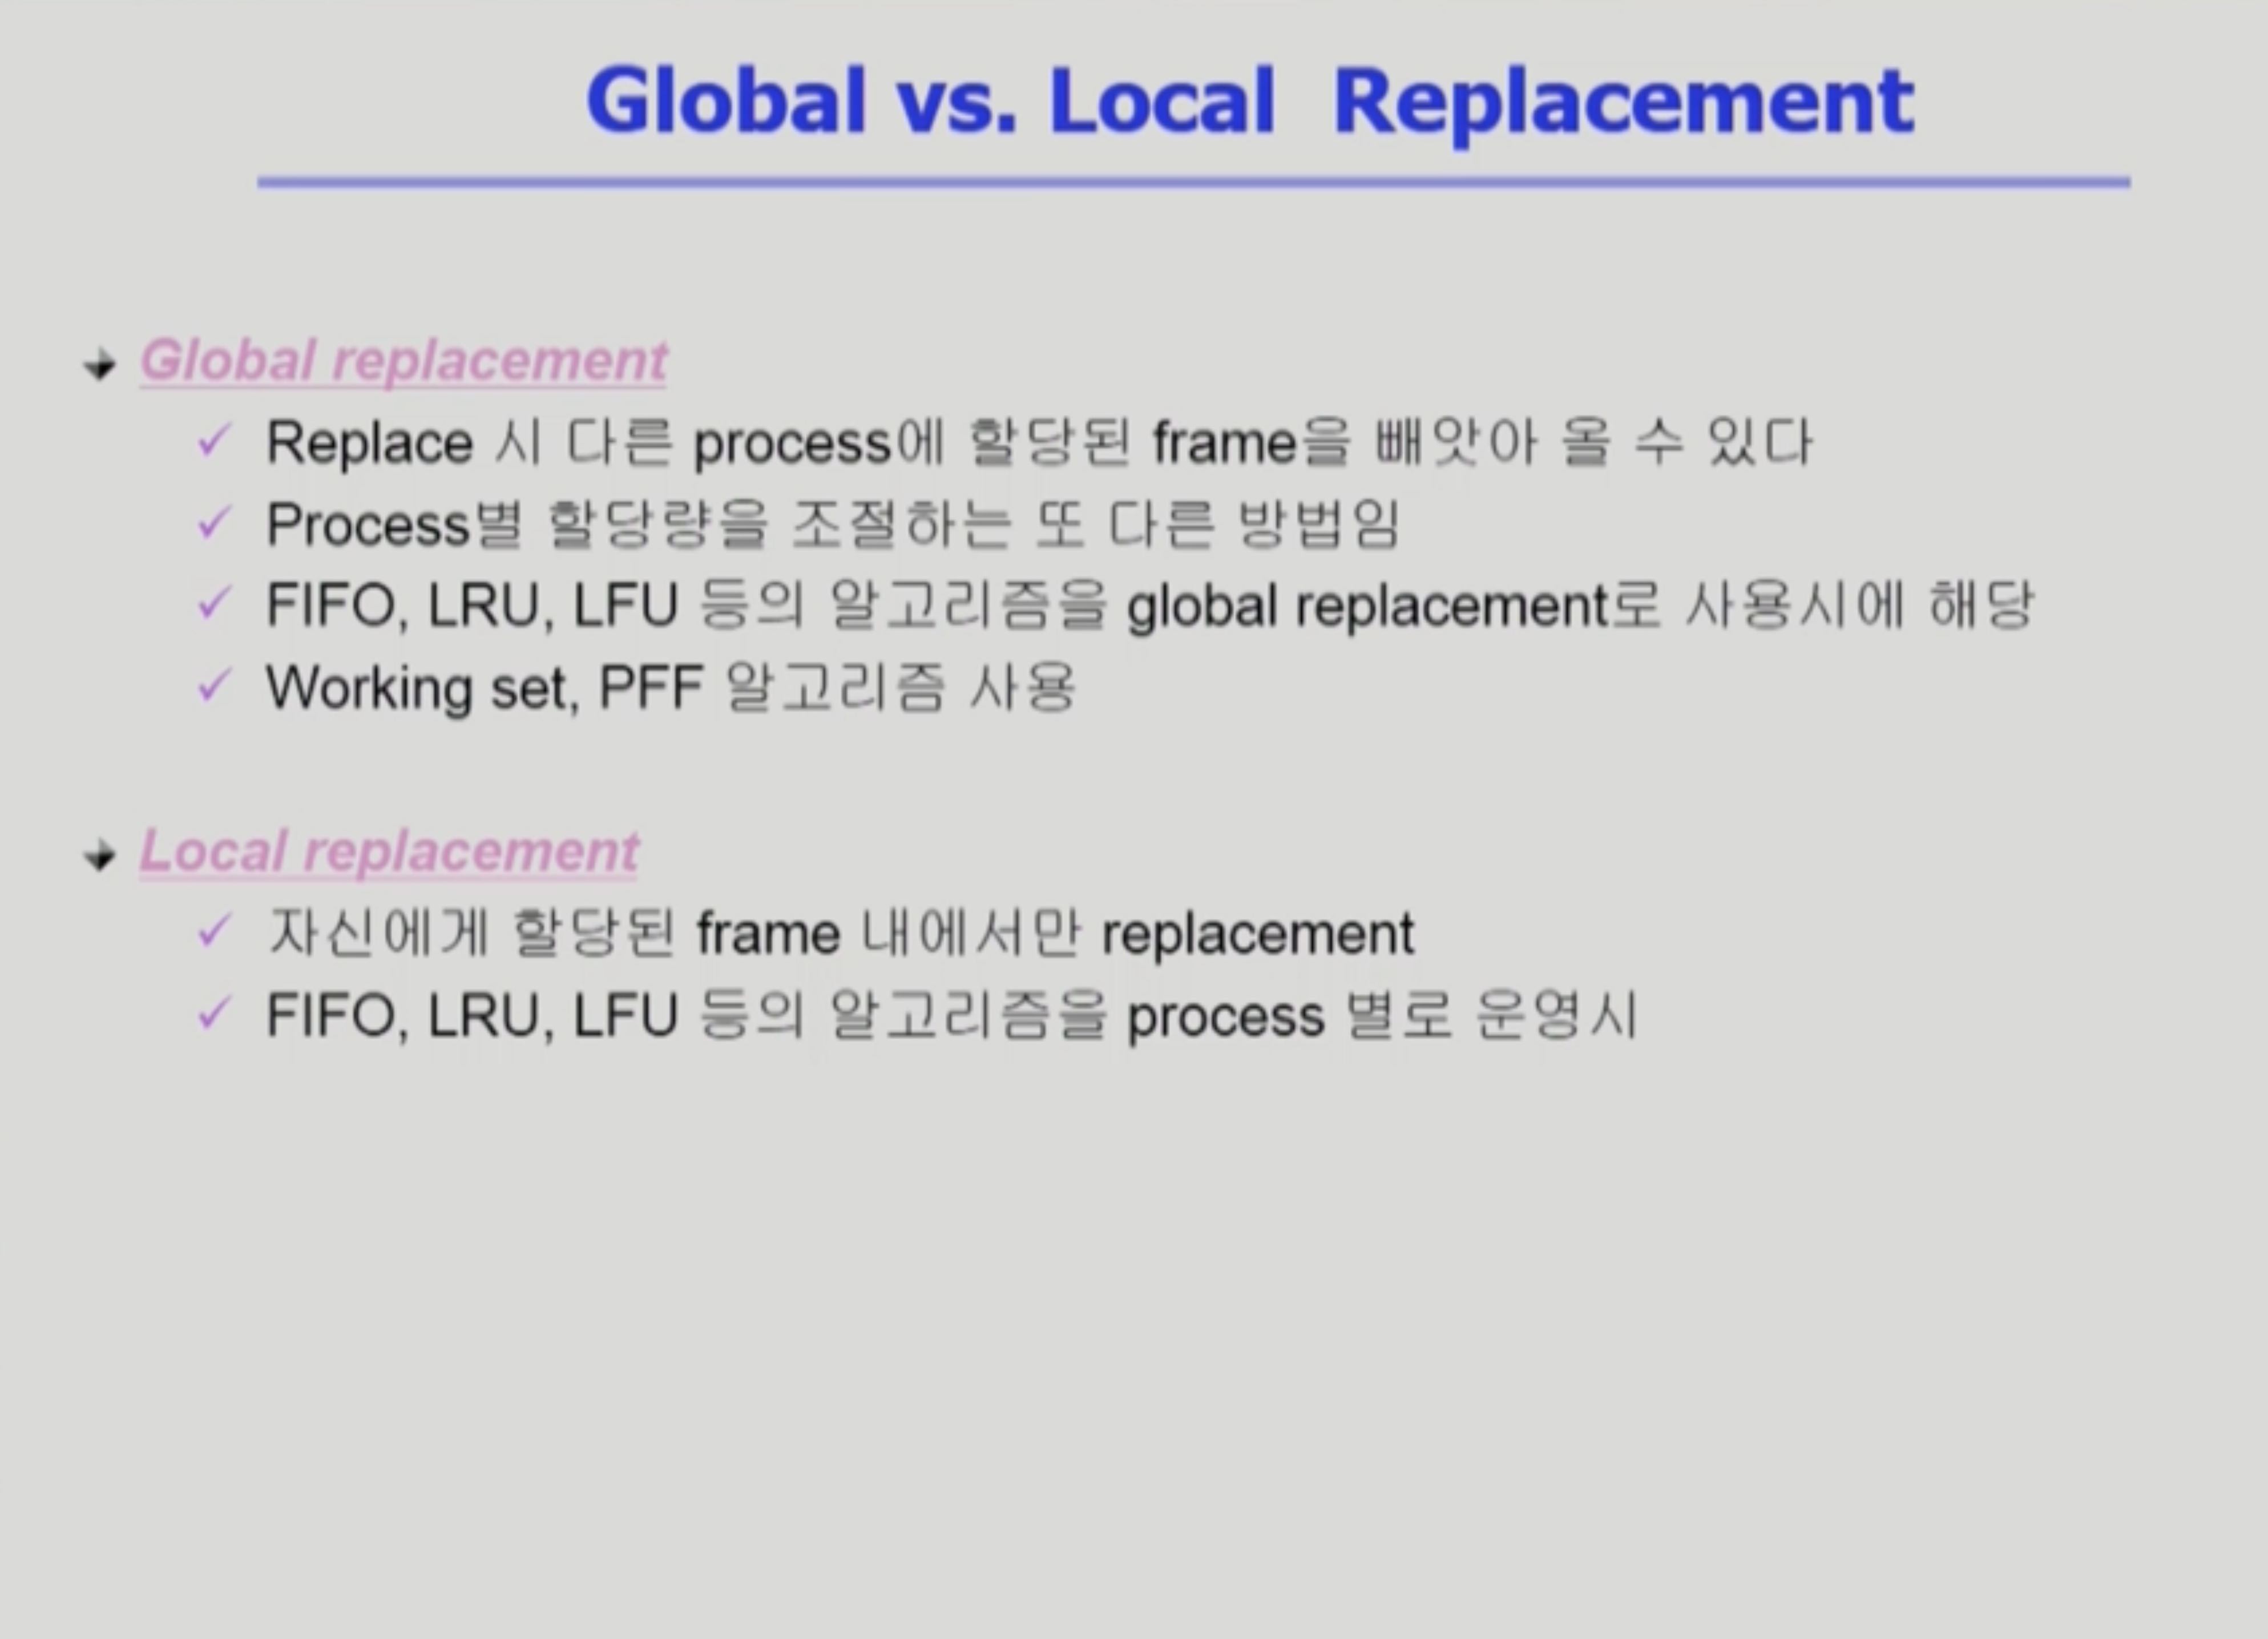 Global vs. Local Replacement
Global replacement
Replace 시 다른 process에 할당된 frame을 빼앗아 올 수 있다
Process별 할당량을 조절하는 또 다른 방법임
FIFO, LRU, LFU 등의 알고리즘을 global replacement로 사용시에 해당
Working set, PFF 알고리즘 사용
Local replacement
자신에게 할당된 frame 내에서만 replacement
FIFO, LRU, LFU 등의 알고리즘을 process 별로 운영시